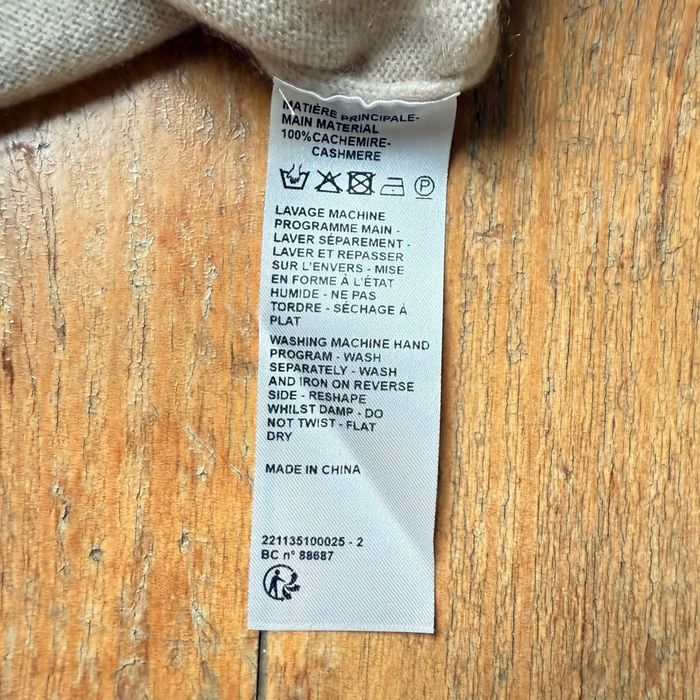 MATIÈRE PRINCIPALE-
MAIN MATERIAL
100%CACHEMIRE-
CASHMERE
P
LAVAGE MACHINE
PROGRAMME MAIN -
LAVER SÉPAREMENT -
LAVER ET REPASSER
SUR L'ENVERS - MISE
EN FORME À L'ÉTAT
HUMIDE - NE PAS
TORDRE - SÉCHAGE À
PLAT
WASHING MACHINE HAND
PROGRAM - WASH
SEPARATELY - WASH
AND IRON ON REVERSE
SIDE - RESHAPE
WHILST DAMP - DO
NOT TWIST - FLAT
DRY
MADE IN CHINA
221135100025 - 2
BC n° 88687